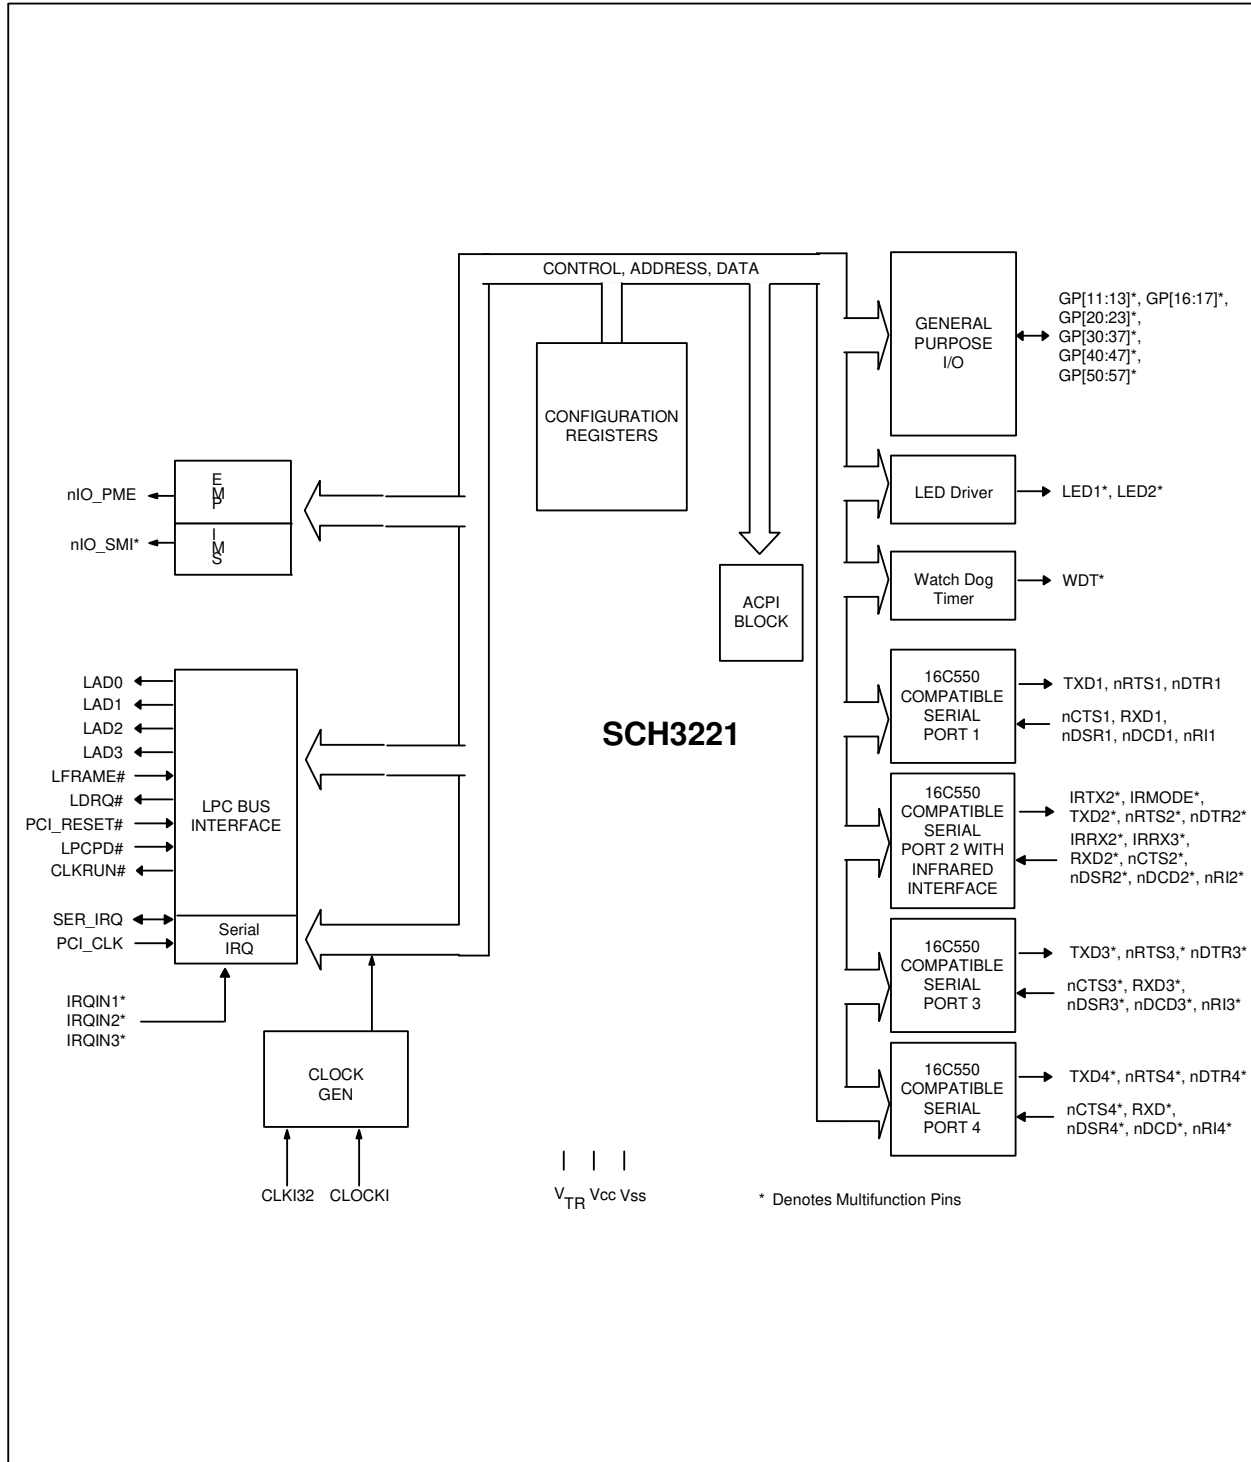 CONTROL, ADDRESS, DATA
CONFIGURATION
REGISTERS
ACPI
BLOCK
SCH3221
nIO_PME
nIO_SMI*
PME
SMI
LAD0
LAD1
LAD2
LAD3
LFRAME#
LDRQ#
PCI_RESET#
LPCPD#
CLKRUN#
SER_IRQ
PCI_CLK
LPC BUS
INTERFACE
Serial
IRQ
IRQIN1*
IRQIN2*
IRQIN3*
CLOCK
GEN
CLKI32
CLOCKI
VTR
Vcc
Vss
* Denotes Multifunction Pins
GENERAL
PURPOSE
I/O
GP[11:13]*, GP[16:17]*,
GP[20:23]*,
GP[30:37]*,
GP[40:47]*,
GP[50:57]*
LED Driver
LED1*, LED2*
Watch Dog
Timer
WDT*
16C550
COMPATIBLE
SERIAL
PORT 1
TXD1, nRTS1, nDTR1
nCTS1, RXD1,
nDSR1, nDCD1, nRI1
16C550
COMPATIBLE
SERIAL
PORT 2 WITH
INFRARED
INTERFACE
IRTX2*, IRMODE*,
TXD2*, nRTS2*, nDTR2*
IRRX2*, IRRX3*,
RXD2*, nCTS2*,
nDSR2*, nDCD2*, nRI2*
16C550
COMPATIBLE
SERIAL
PORT 3
TXD3*, nRTS3,* nDTR3*
nCTS3*, RXD3*,
nDSR3*, nDCD3*, nRI3*
16C550
COMPATIBLE
SERIAL
PORT 4
TXD4*, nRTS4*, nDTR4*
nCTS4*, RXD*,
nDSR4*, nDCD*, nRI4*